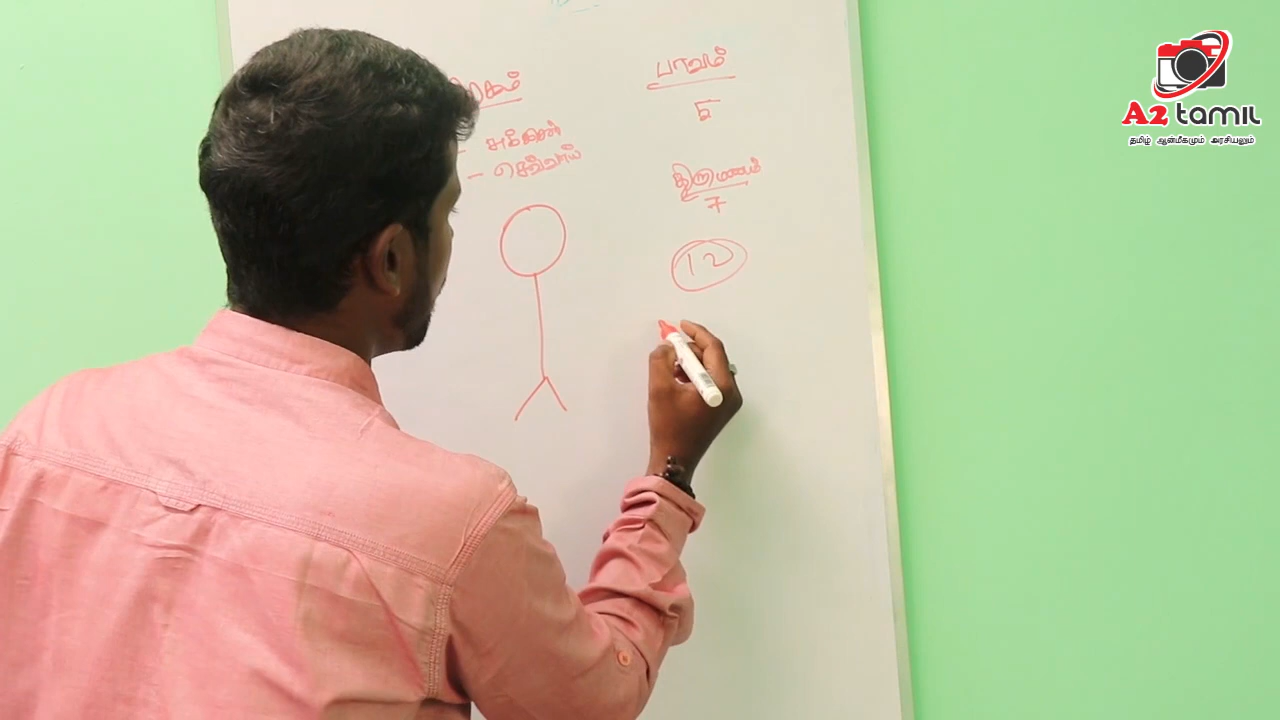 பாவம்
5
- சுக்கிரன்
- செவ்வாய்
திருமணம்
7
12
A2 tamil
தமிழ் ஆன்மீகமும் அரசியலும்